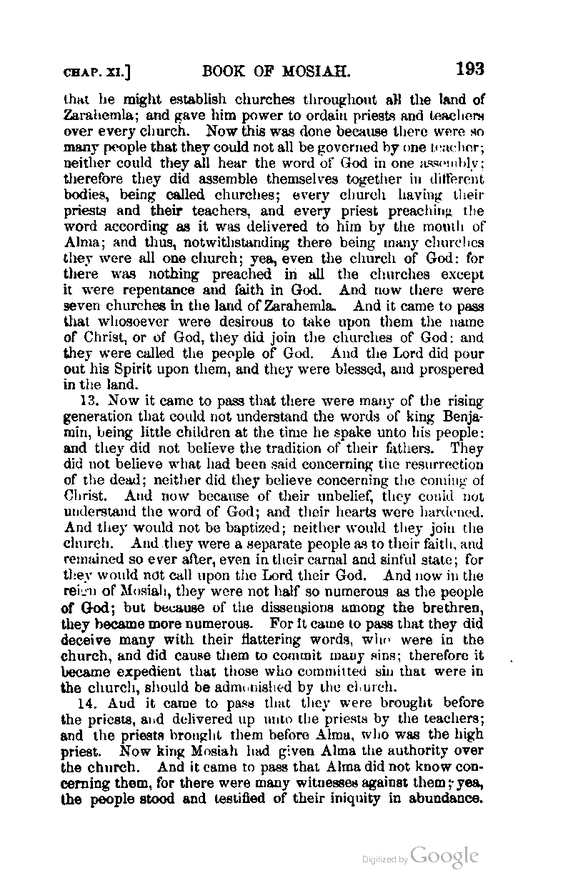 CHAP. XI.] BOOK OF MOSIAH. 193
that he might establish churches throughout all the land of
Zarahemla; and gave him power to ordain priests and teachers
over every church. Now this was done because there were so
many people that they could not all be governed by one teacher;
neither could they all hear the word of God in one assembly;
therefore they did assemble themselves together in different
bodies, being called churches; every church having their
priests and their teachers, and every priest preaching the
word according as it was delivered to him by the mouth of
Alma; and thus, notwithstanding there being many churches
they were all one church; yea, even the church of God: for
there was nothing preached in all the churches except
it were repentance and faith in God. And now there were
seven churches in the land of Zarahemla. And it came to pass
that whosoever were desirous to take upon them the name
of Christ, or of God, they did join the churches of God: and
they were called the people of God. And the Lord did pour
out his Spirit upon them, and they were blessed, and prospered
in the land.
13. Now it came to pass that there were many of the rising
generation that could not understand the words of king Benja-
min, being little children at the time he spake unto his people:
and they did not believe the tradition of their fathers. They
did not believe what had been said concerning the resurrection
of the dead; neither did they believe concerning the coming of
Christ. And now because of their unbelief, they could not
understand the word of God; and their hearts were hardened.
And they would not be baptized; neither would they join the
church. And they were a separate people as to their faith, and
remained so ever after, even in their carnal and sinful state; for
they would not call upon the Lord their God. And now in the
reign of Mosiah, they were not half so numerous as the people
of God; but because of the dissensions among the brethren,
they became more numerous. For it came to pass that they did
deceive many with their flattering words, who were in the
church, and did cause them to commit many sins; therefore it
became expedient that those who committed sin that were in
the church, should be admonished by the church.
14. And it came to pass that they were brought before
the priests, and delivered up unto the priests by the teachers;
and the priests brought them before Alma, who was the high
priest. Now king Mosiah had given Alma the authority over
the church. And it came to pass that Alma did not know con-
cerning them, for there were many witnesses against them; yea,
the people stood and testified of their iniquity in abundance.
Digitized by Google